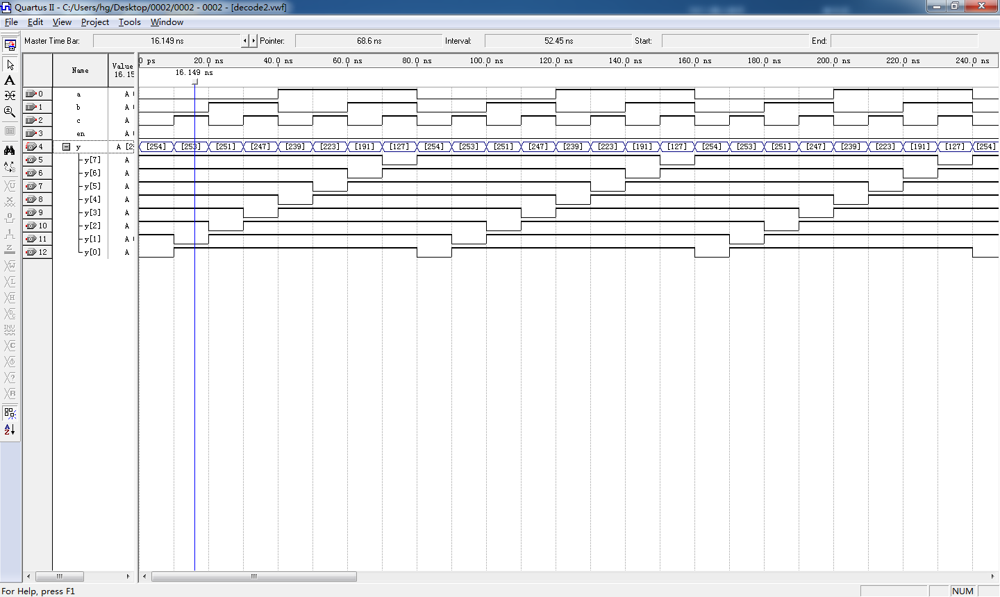 Quartus II - C:/Users/hg/Desktop/0002/0002 - 0002 - [decode2.vwf]
File Edit View Project Tools Window
Master Time Bar: 16.149 ns Pointer: 68.6 ns Interval: 52.45 ns Start: End:
Name
Value
16.15
0 ps 20.0 ns 40.0 ns 60.0 ns 80.0 ns 100.0 ns 120.0 ns 140.0 ns 160.0 ns 180.0 ns 200.0 ns 220.0 ns 240.0 ns
16.149 ns
0 a A
1 b A
2 c A
3 en A
4 y A [2 [254] [253] [251] [247] [239] [223] [191] [127] [254] [253] [251] [247] [239] [223] [191] [127] [254] [253] [251] [247] [239] [223] [191] [127] [254]
5 y[7] A
6 y[6] A
7 y[5] A
8 y[4] A
9 y[3] A
10 y[2] A
11 y[1] A
12 y[0] A
For Help, press F1 NUM